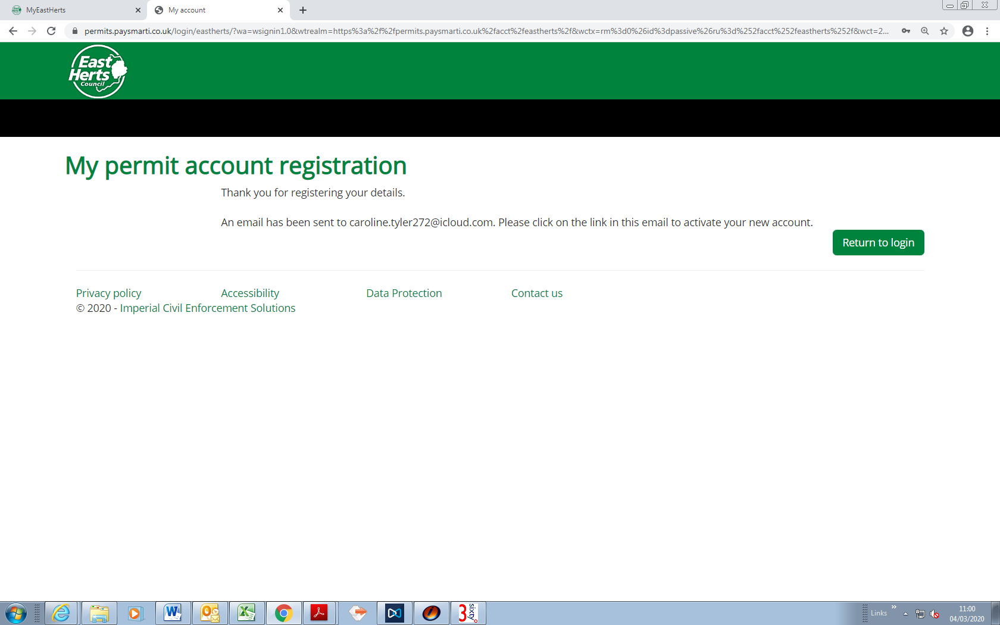 MyEastHerts
My account
permits.paysmarti.co.uk/login/eastherts/?wa=wsignin1.0&wtrealm=https%3a%2f%2fpermits.paysmarti.co.uk%2facct%2feastherts%2f&wctx=rm%3d0%26id%3dpassive%26ru%3d%252facct%252feastherts%252f&wct=2...
East
Herts
Council
My permit account registration
Thank you for registering your details.
An email has been sent to caroline.tyler272@icloud.com. Please click on the link in this email to activate your new account.
Return to login
Privacy policy Accessibility Data Protection Contact us
© 2020 - Imperial Civil Enforcement Solutions
3sixty
Links
11:00
04/03/2020